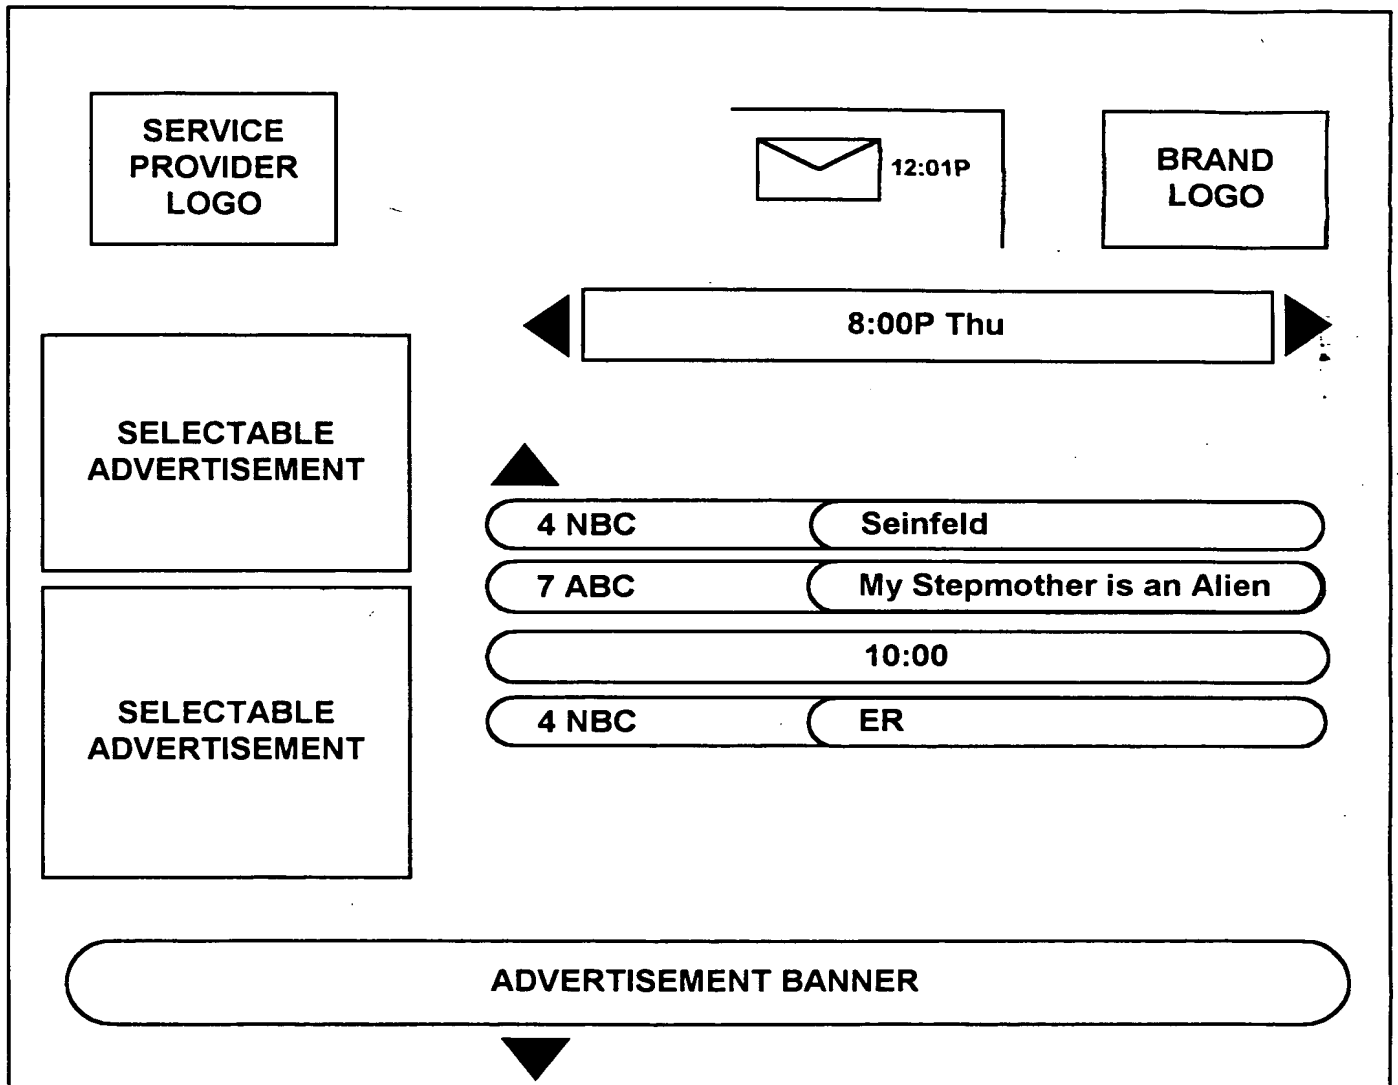 SERVICE
PROVIDER
LOGO
12:01P
BRAND
LOGO
8:00P Thu
SELECTABLE
ADVERTISEMENT
4 NBC Seinfeld
7 ABC My Stepmother is an Alien
10:00
4 NBC ER
SELECTABLE
ADVERTISEMENT
ADVERTISEMENT BANNER